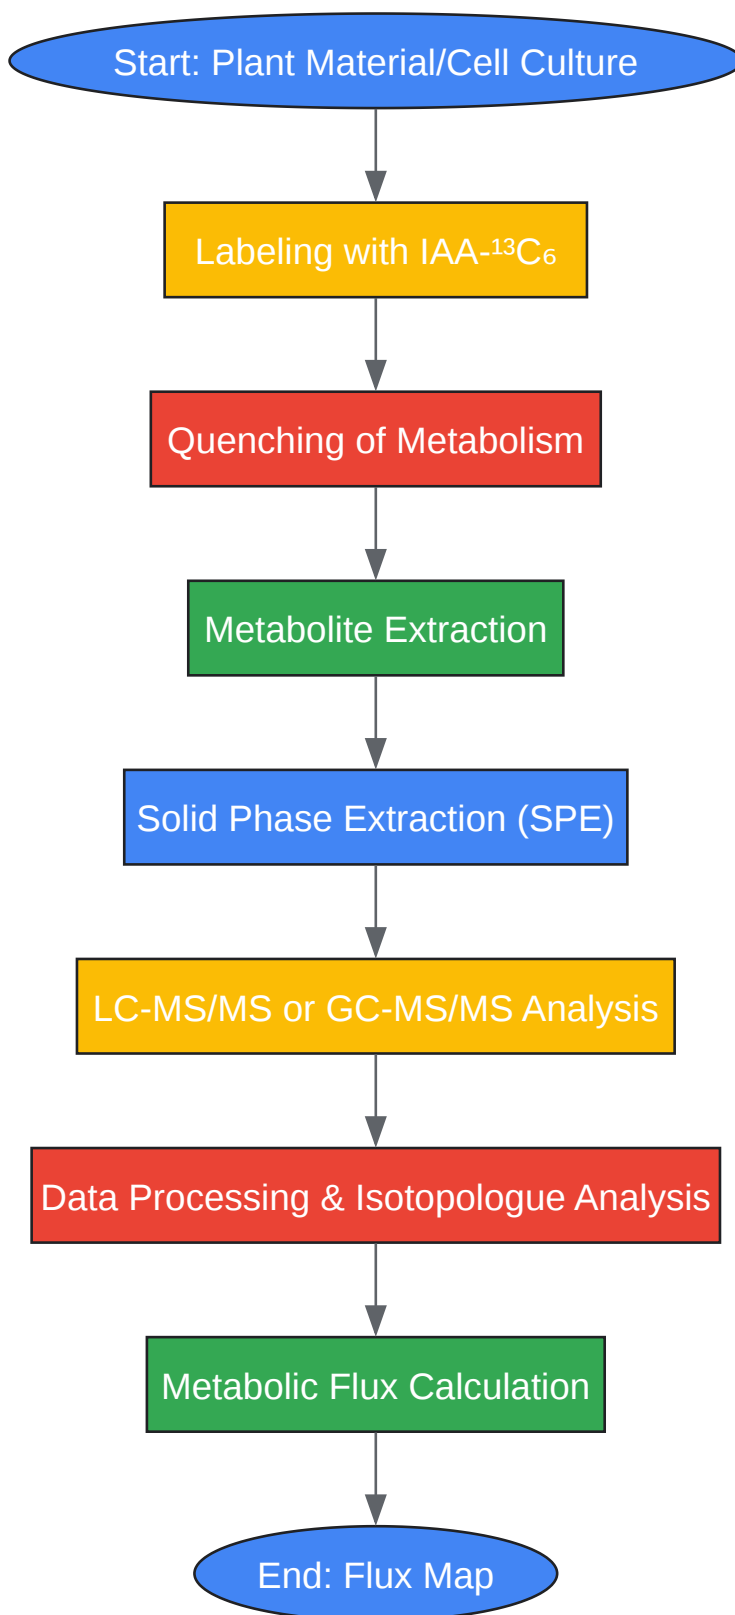 Start: Plant Material/Cell Culture
Labeling with IAA-¹³C₆
Quenching of Metabolism
Metabolite Extraction
Solid Phase Extraction (SPE)
LC-MS/MS or GC-MS/MS Analysis
Data Processing & Isotopologue Analysis
Metabolic Flux Calculation
End: Flux Map